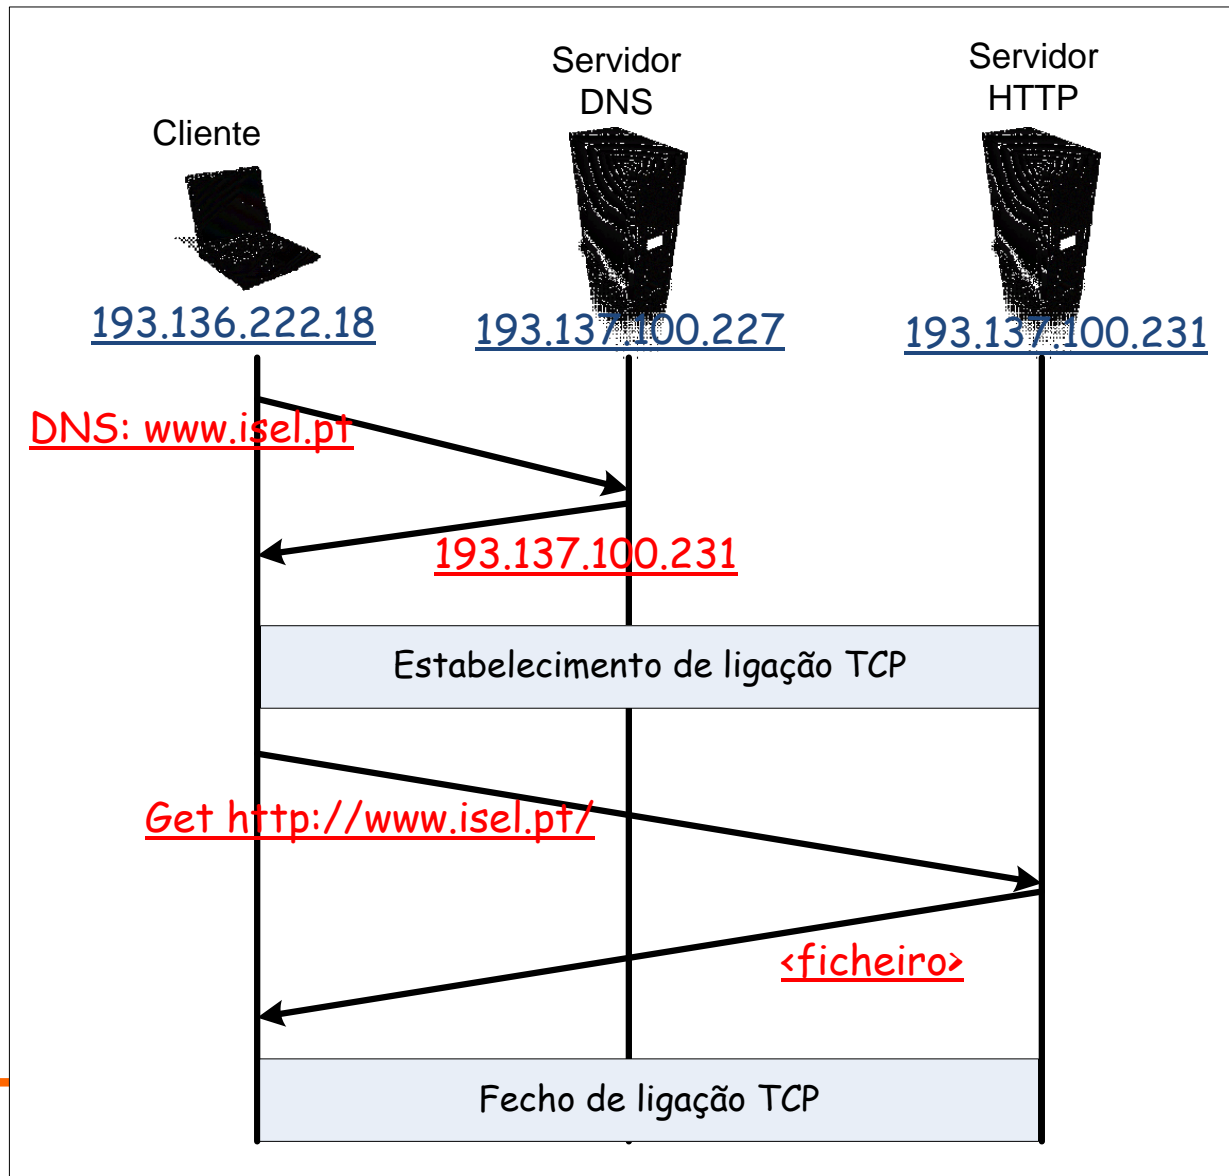 Cliente
Servidor
DNS
Servidor
HTTP
193.136.222.18
193.137.100.227
193.137.100.231
DNS: www.isel.pt
193.137.100.231
Estabelecimento de ligação TCP
Get http://www.isel.pt/
<ficheiro>
Fecho de ligação TCP